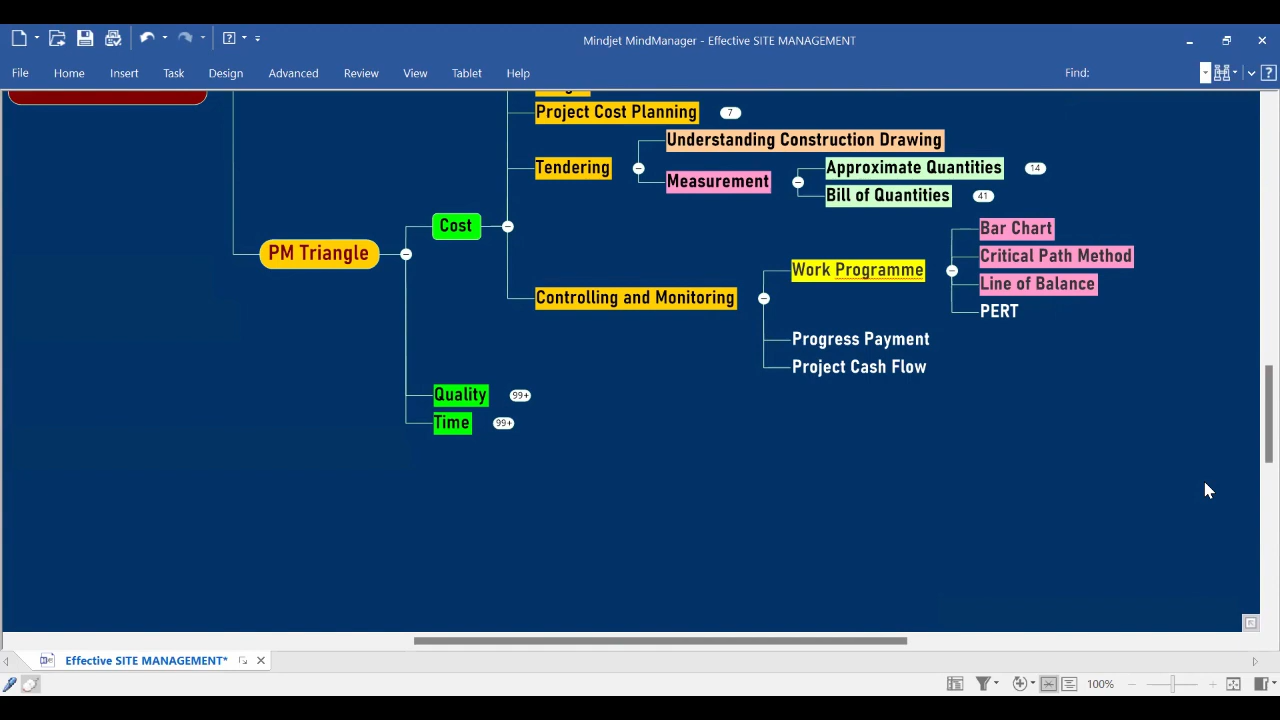 Mindjet MindManager - Effective SITE MANAGEMENT
File Home Insert Task Design Advanced Review View Tablet Help Find:
Project Cost Planning 7
Understanding Construction Drawing
Tendering
Measurement
Approximate Quantities 14
Bill of Quantities 41
Cost
PM Triangle
Bar Chart
Critical Path Method
Work Programme
Line of Balance
PERT
Controlling and Monitoring
Progress Payment
Project Cash Flow
Quality 99+
Time 99+
Effective SITE MANAGEMENT*
100%